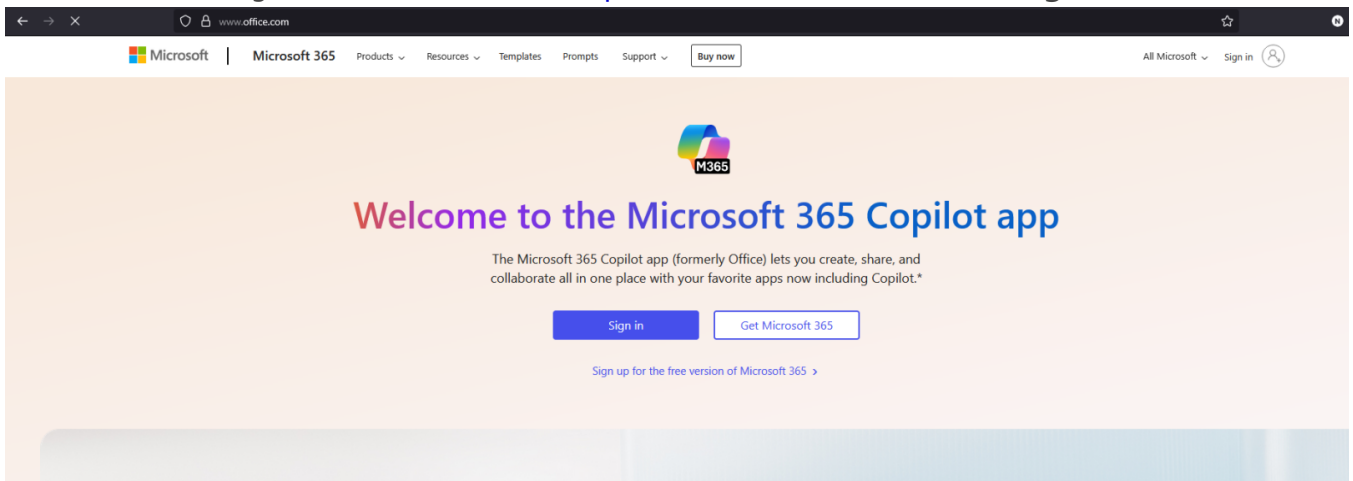 www.office.com
Microsoft
Microsoft 365 Products Resources Templates Prompts Support Buy now All Microsoft Sign in
M365
Welcome to the Microsoft 365 Copilot app
The Microsoft 365 Copilot app (formerly Office) lets you create, share, and
collaborate all in one place with your favorite apps now including Copilot.*
Sign in Get Microsoft 365
Sign up for the free version of Microsoft 365 >